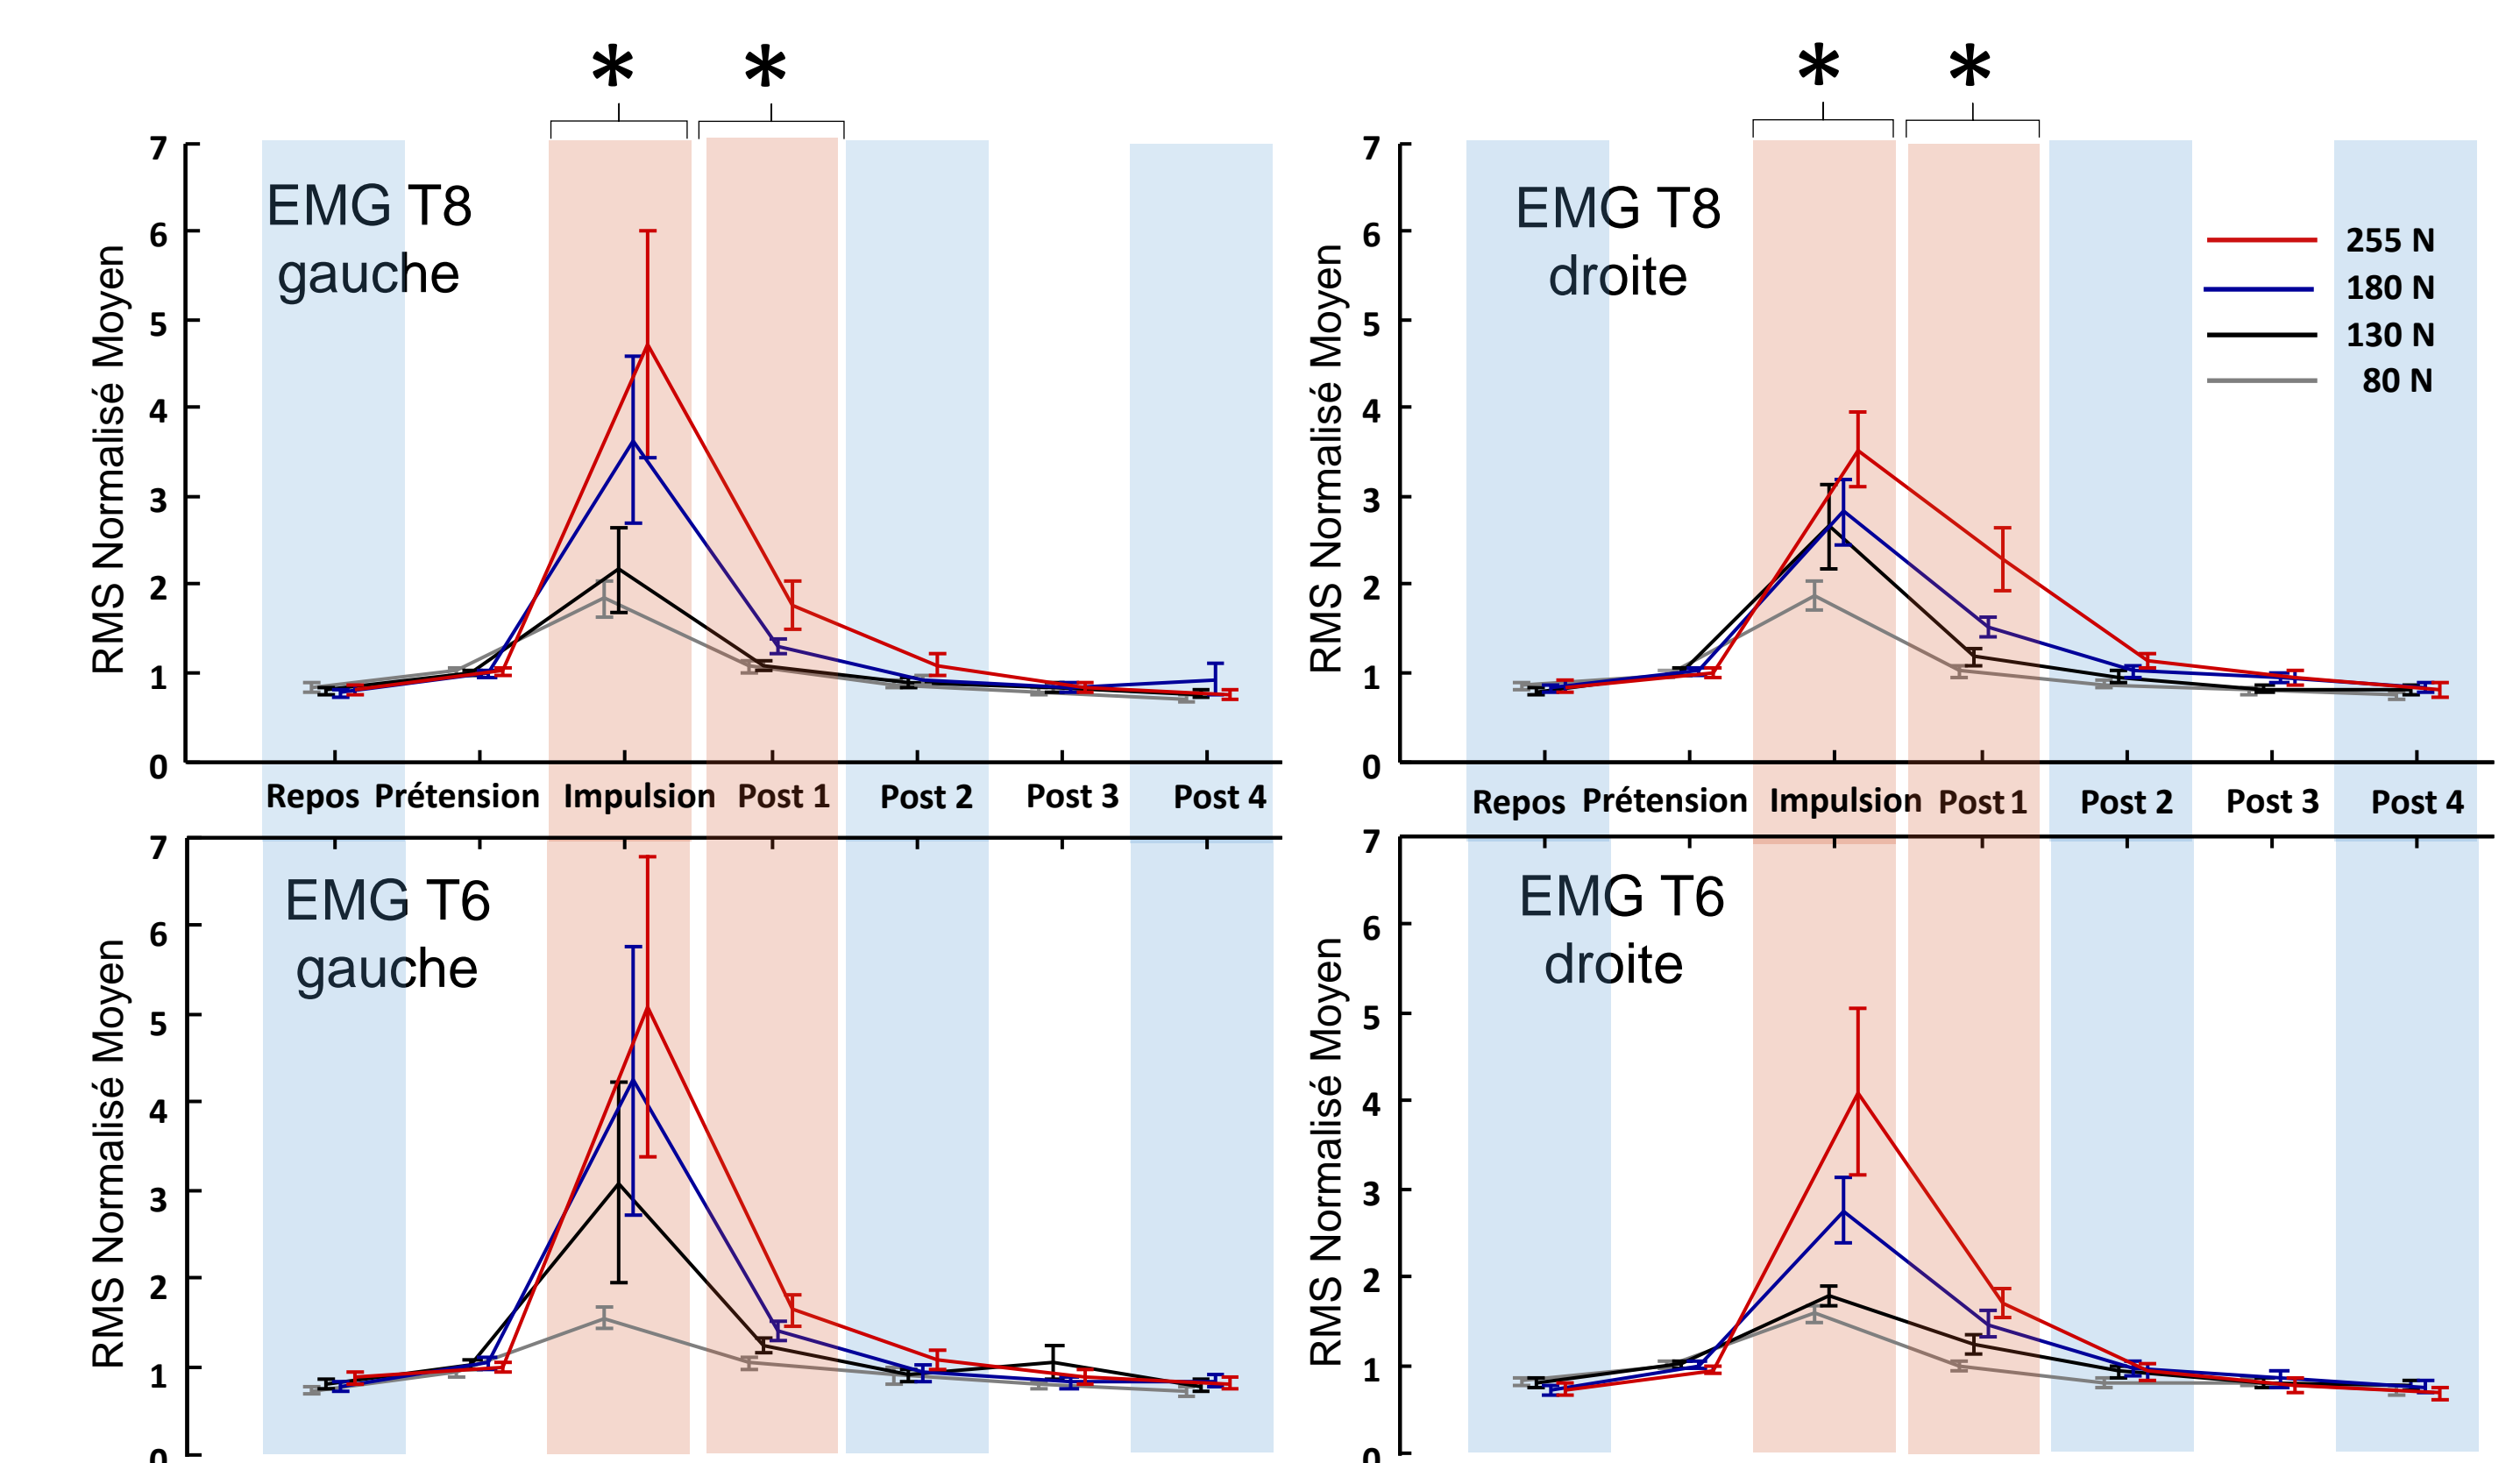 * *
* *
EMG T8
gauche
RMS Normalisé Moyen
7
6
5
4
3
2
1
0
Repos Prétension Impulsion Post 1 Post 2 Post 3 Post 4
EMG T8
droite
RMS Normalisé Moyen
7
6
5
4
3
2
1
0
255 N
180 N
130 N
80 N
Repos Prétension Impulsion Post 1 Post 2 Post 3 Post 4
EMG T6
gauche
RMS Normalisé Moyen
7
6
5
4
3
2
1
0
EMG T6
droite
RMS Normalisé Moyen
7
6
5
4
3
2
1
0